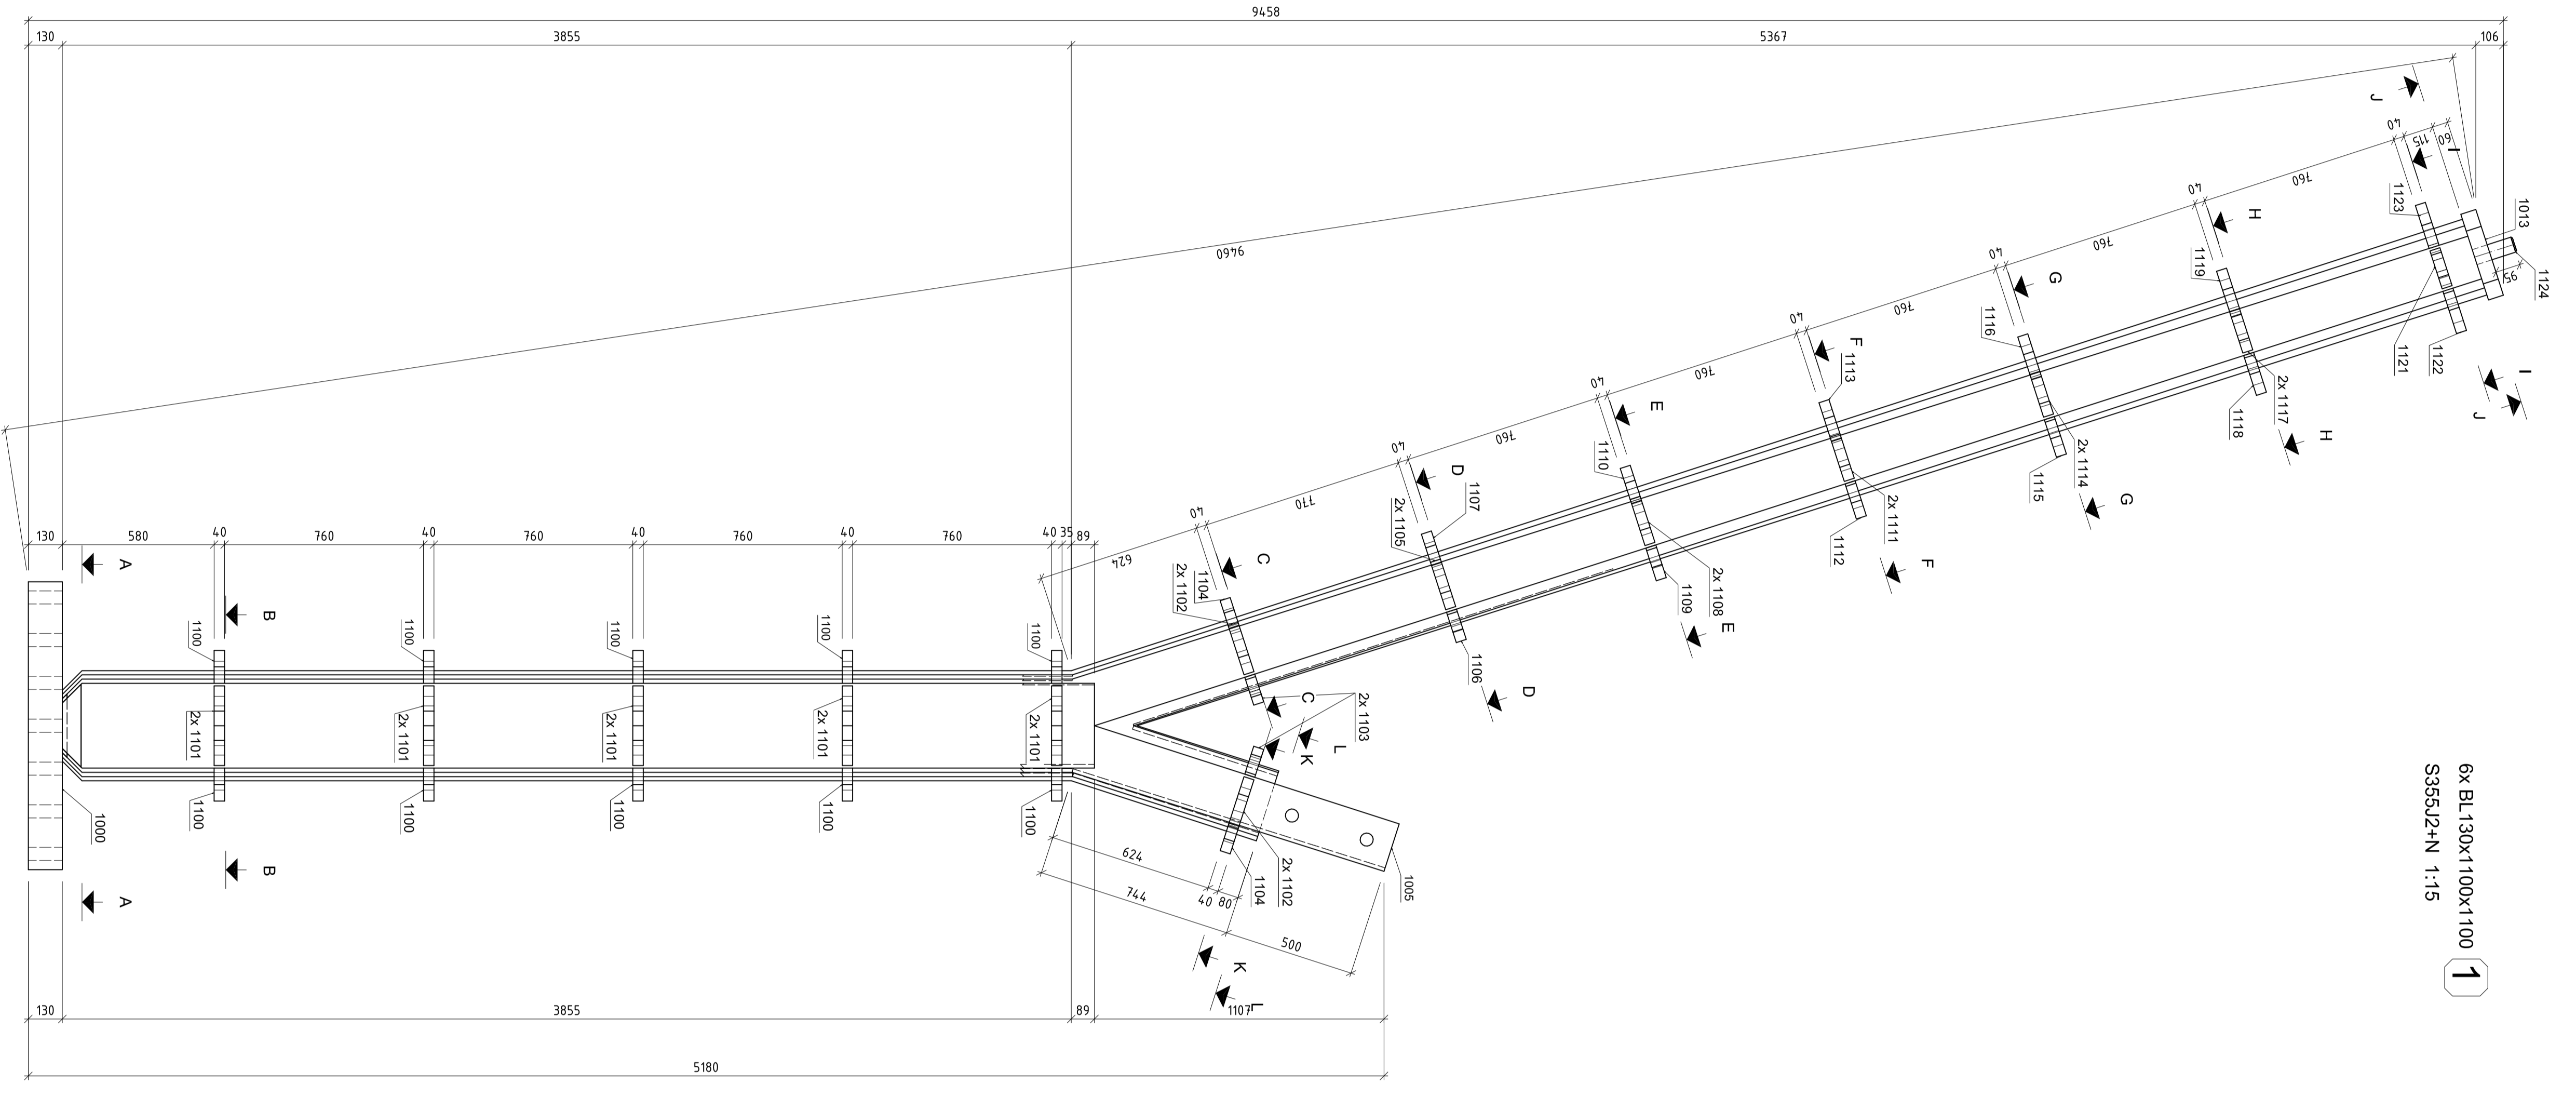 9458
130
3855
5367
106
J
40
115
60
I
760
1123
1013
40
H
95
1124
760
9460
1119
40
G
1121
1122
I
760
1116
J
2x 1117
40
F
1118
H
1113
760
2x 1114
1115
G
40
E
1110
760
2x 1111
1112
F
40
D
1107
2x 1105
770
2x 1108
1109
E
40
C
1104
2x 1102
1106
D
130
580
40
760
40
760
40
760
40
760
40
35
89
624
A
B
1100
1100
1100
1100
1100
C
2x 1103
L
K
2x 1101
2x 1101
2x 1101
2x 1101
2x 1101
6x BL130x1100x1100
S355J2+N 1:15
1
1000
1100
1100
1100
1100
1100
624
40
80
744
500
2x 1102
1104
1005
B
A
K
L
130
3855
89
1107
5180